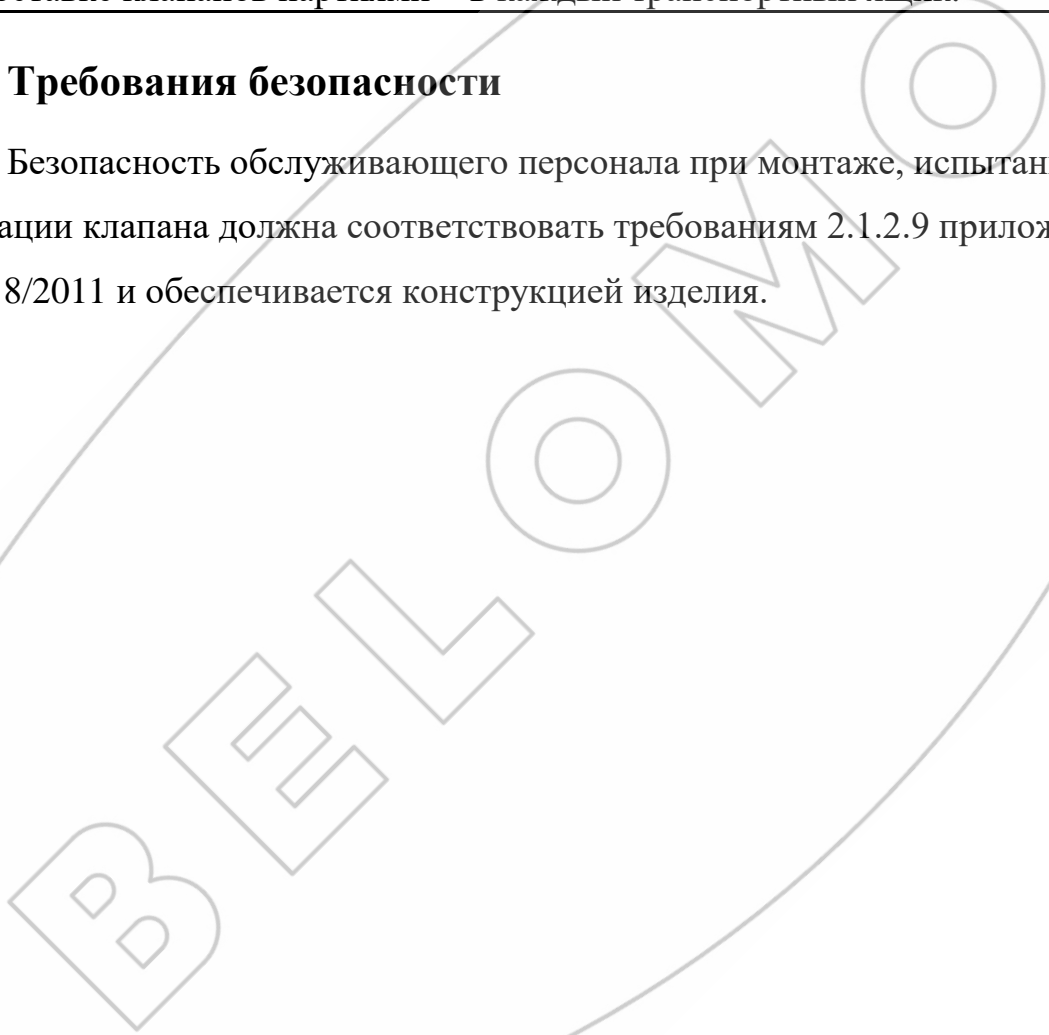 Требования безопасности
Безопасность обслуживающего персонала при монтаже, испытани
ации клапана должна соответствовать требованиям 2.1.2.9 прилож
8/2011 и обеспечивается конструкцией изделия.
BELOMO